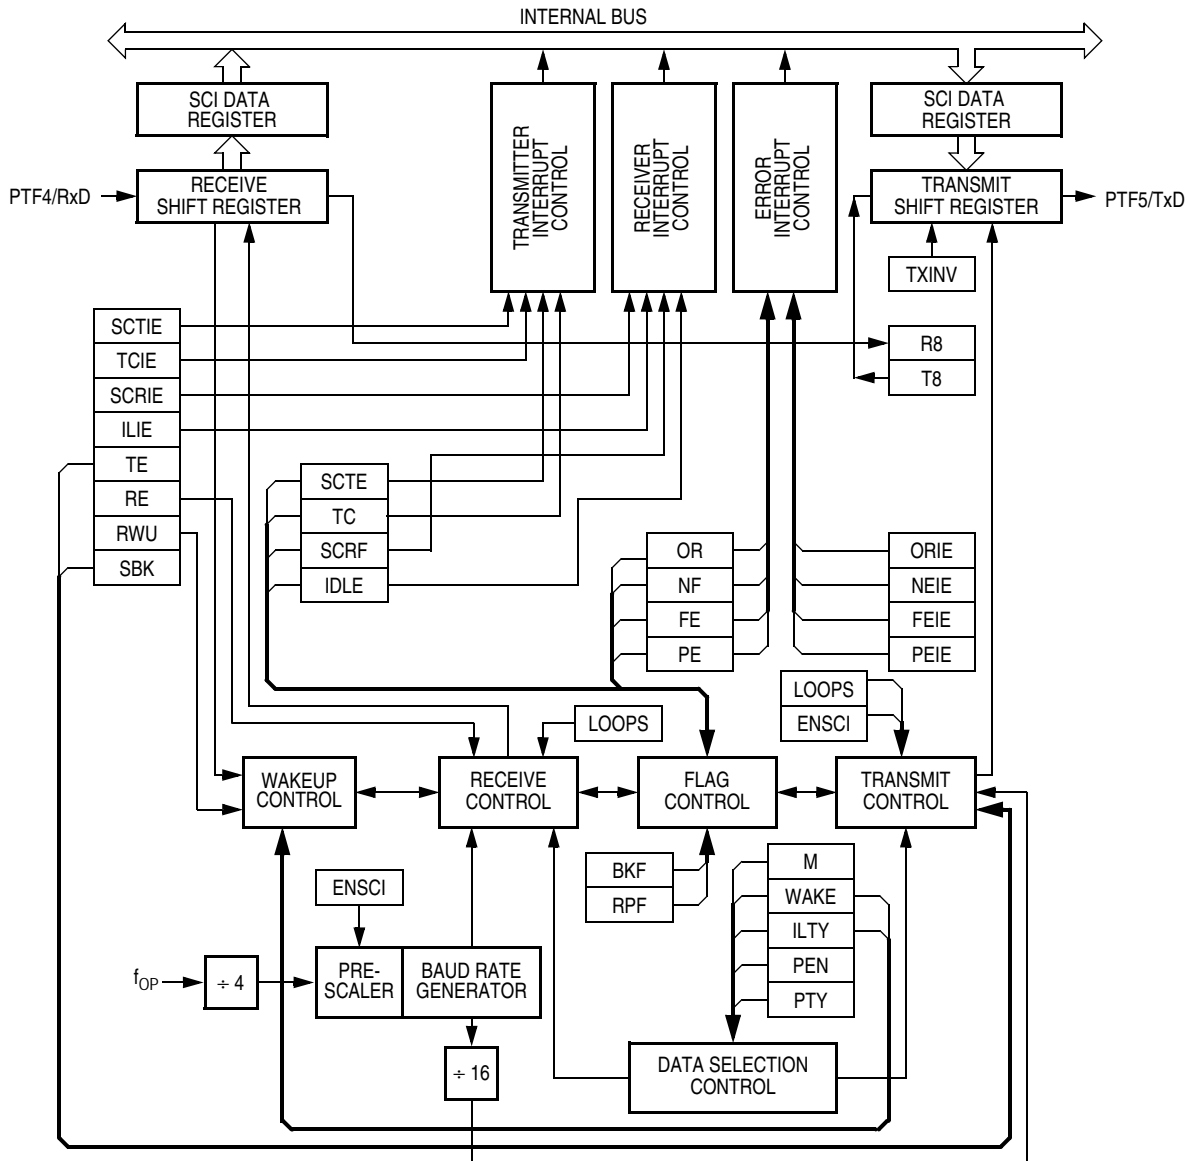 INTERNAL BUS
SCI DATA
REGISTER
SCI DATA
REGISTER
PTF4/RxD
RECEIVE
SHIFT REGISTER
TRANSMITTER
INTERRUPT
CONTROL
RECEIVER
INTERRUPT
CONTROL
ERROR
INTERRUPT
CONTROL
TRANSMIT
SHIFT REGISTER
PTF5/TxD
TXINV
SCTIE
TCIE
SCRIE
ILIE
TE
RE
RWU
SBK
R8
T8
SCTE
TC
SCRF
IDLE
OR
NF
FE
PE
ORIE
NEIE
FEIE
PEIE
LOOPS
LOOPS
ENSCI
WAKEUP
CONTROL
RECEIVE
CONTROL
FLAG
CONTROL
TRANSMIT
CONTROL
BKF
RPF
M
WAKE
ILTY
PEN
PTY
ENSCI
fOP
÷ 4
PRE-
SCALER
BAUD RATE
GENERATOR
÷ 16
DATA SELECTION
CONTROL